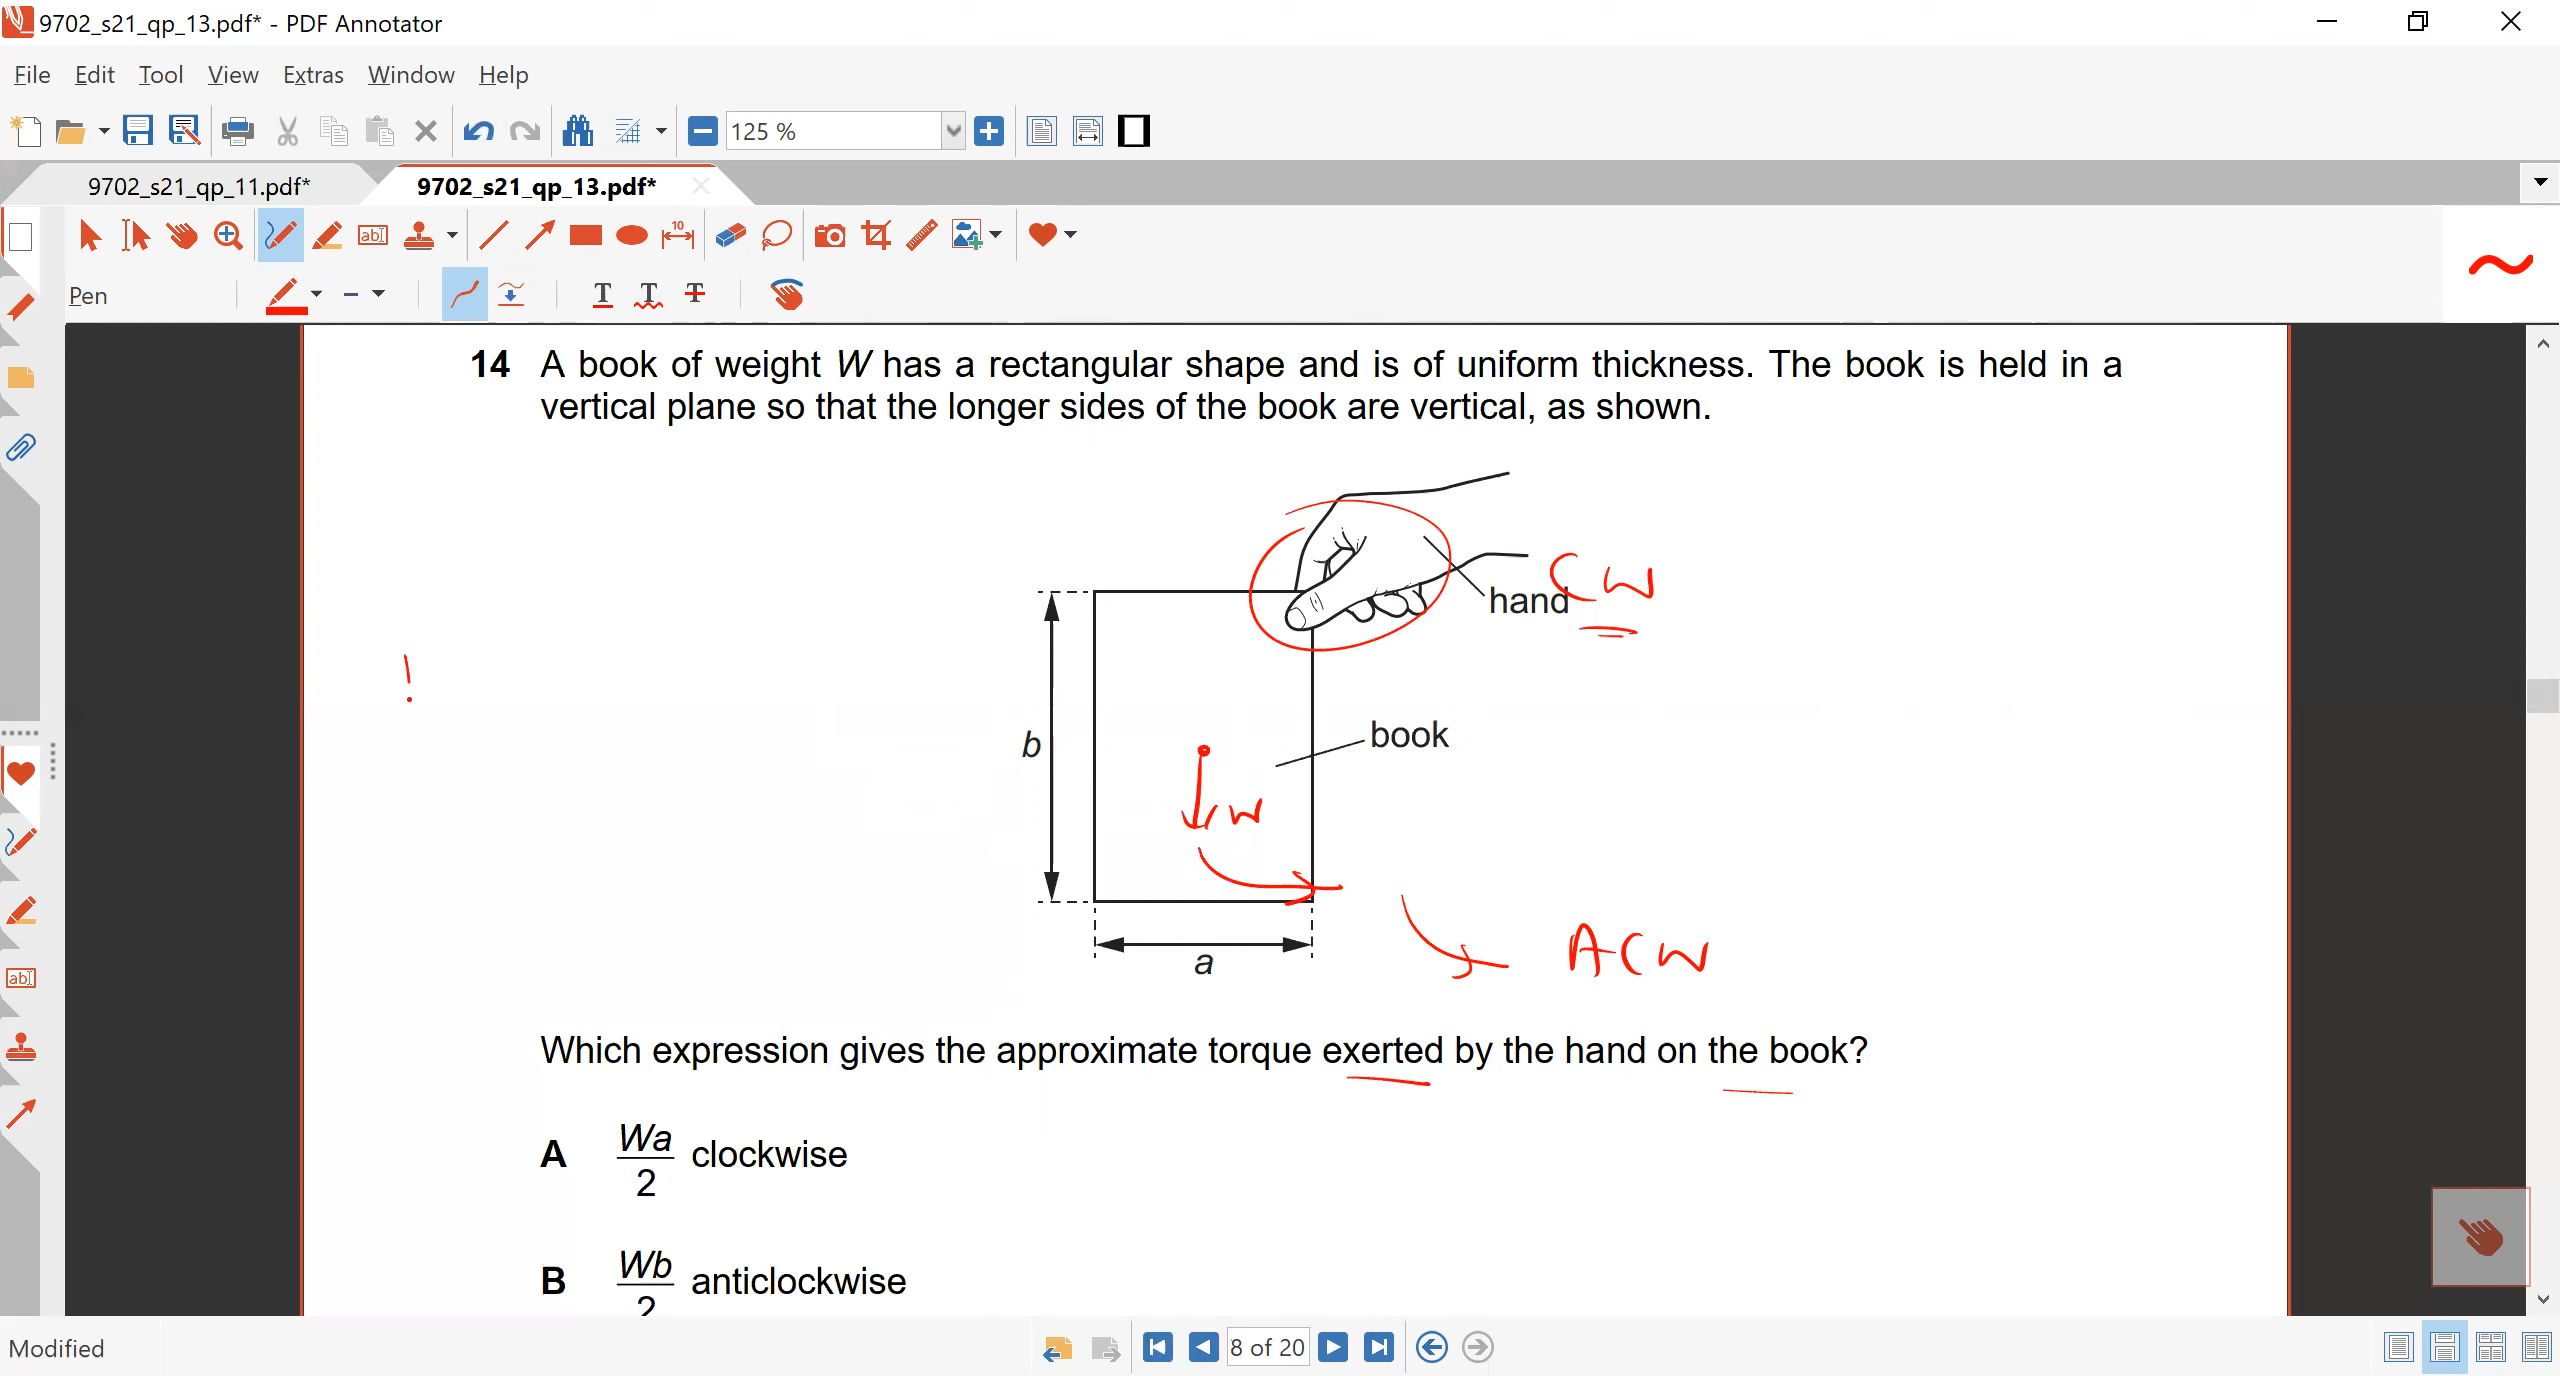 9702_s21_qp_13.pdf* - PDF Annotator
File Edit Tool View Extras Window Help
125 %
9702_s21_qp_11.pdf* 9702_s21_qp_13.pdf*
ab 10
Pen T T T
14 A book of weight W has a rectangular shape and is of uniform thickness. The book is held in a
vertical plane so that the longer sides of the book are vertical, as shown.
CW
hand
!
b
book
W
ACW
a
ab
Which expression gives the approximate torque exerted by the hand on the book?
A Wa/2 clockwise
B Wb/2 anticlockwise
Modified 8 of 20